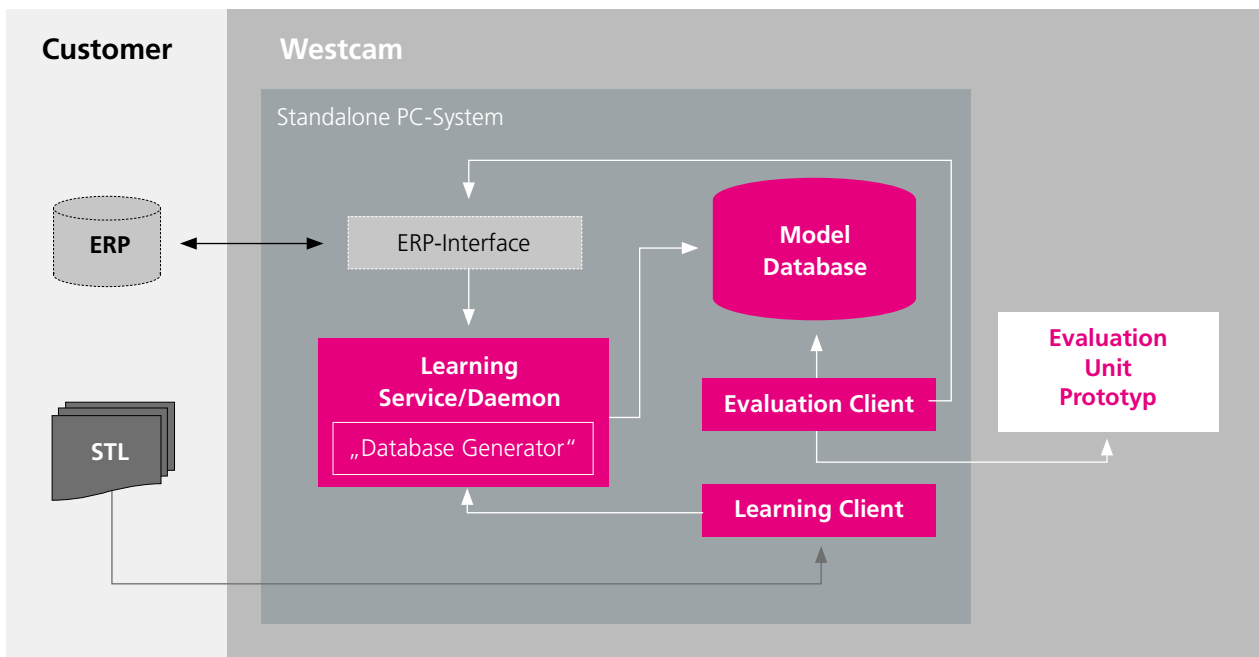 Customer
Westcam
Standalone PC-System
ERP
ERP-Interface
Model
Database
Learning
Service/Daemon
„Database Generator“
Evaluation Client
Evaluation
Unit
Prototyp
STL
Learning Client